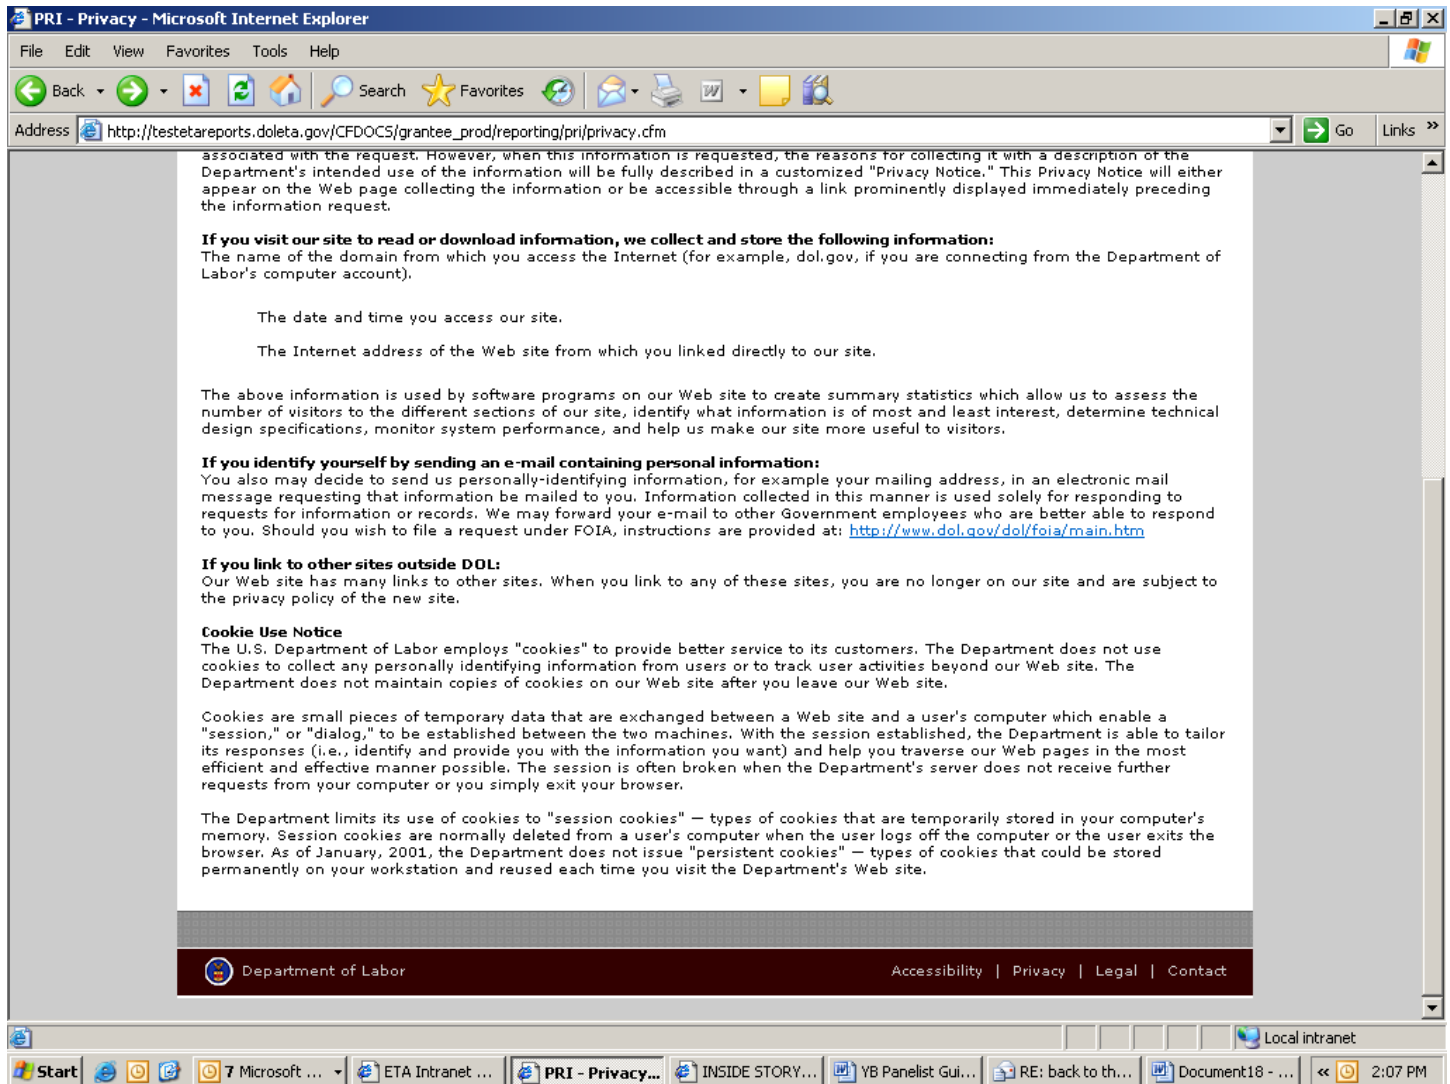 PRI - Privacy - Microsoft Internet Explorer
File Edit View Favorites Tools Help
Back Search Favorites
Address http://testetareports.doleta.gov/CFDOCS/grantee_prod/reporting/pri/privacy.cfm Go Links »
associated with the request. However, when this information is requested, the reasons for collecting it with a description of the
Department's intended use of the information will be fully described in a customized "Privacy Notice." This Privacy Notice will either
appear on the Web page collecting the information or be accessible through a link prominently displayed immediately preceding
the information request.
If you visit our site to read or download information, we collect and store the following information:
The name of the domain from which you access the Internet (for example, dol.gov, if you are connecting from the Department of
Labor's computer account).
The date and time you access our site.
The Internet address of the Web site from which you linked directly to our site.
The above information is used by software programs on our Web site to create summary statistics which allow us to assess the
number of visitors to the different sections of our site, identify what information is of most and least interest, determine technical
design specifications, monitor system performance, and help us make our site more useful to visitors.
If you identify yourself by sending an e-mail containing personal information:
You also may decide to send us personally-identifying information, for example your mailing address, in an electronic mail
message requesting that information be mailed to you. Information collected in this manner is used solely for responding to
requests for information or records. We may forward your e-mail to other Government employees who are better able to respond
to you. Should you wish to file a request under FOIA, instructions are provided at: http://www.dol.gov/dol/foia/main.htm
If you link to other sites outside DOL:
Our Web site has many links to other sites. When you link to any of these sites, you are no longer on our site and are subject to
the privacy policy of the new site.
Cookie Use Notice
The U.S. Department of Labor employs "cookies" to provide better service to its customers. The Department does not use
cookies to collect any personally identifying information from users or to track user activities beyond our Web site. The
Department does not maintain copies of cookies on our Web site after you leave our Web site.
Cookies are small pieces of temporary data that are exchanged between a Web site and a user's computer which enable a
"session," or "dialog," to be established between the two machines. With the session established, the Department is able to tailor
its responses (i.e., identify and provide you with the information you want) and help you traverse our Web pages in the most
efficient and effective manner possible. The session is often broken when the Department's server does not receive further
requests from your computer or you simply exit your browser.
The Department limits its use of cookies to "session cookies" — types of cookies that are temporarily stored in your computer's
memory. Session cookies are normally deleted from a user's computer when the user logs off the computer or the user exits the
browser. As of January, 2001, the Department does not issue "persistent cookies" — types of cookies that could be stored
permanently on your workstation and reused each time you visit the Department's Web site.
Department of Labor Accessibility | Privacy | Legal | Contact
Local intranet
Start 7 Microsoft ... ETA Intranet ... PRI - Privacy... INSIDE STORY... YB Panelist Gui... RE: back to th... Document18 - ... « 2:07 PM